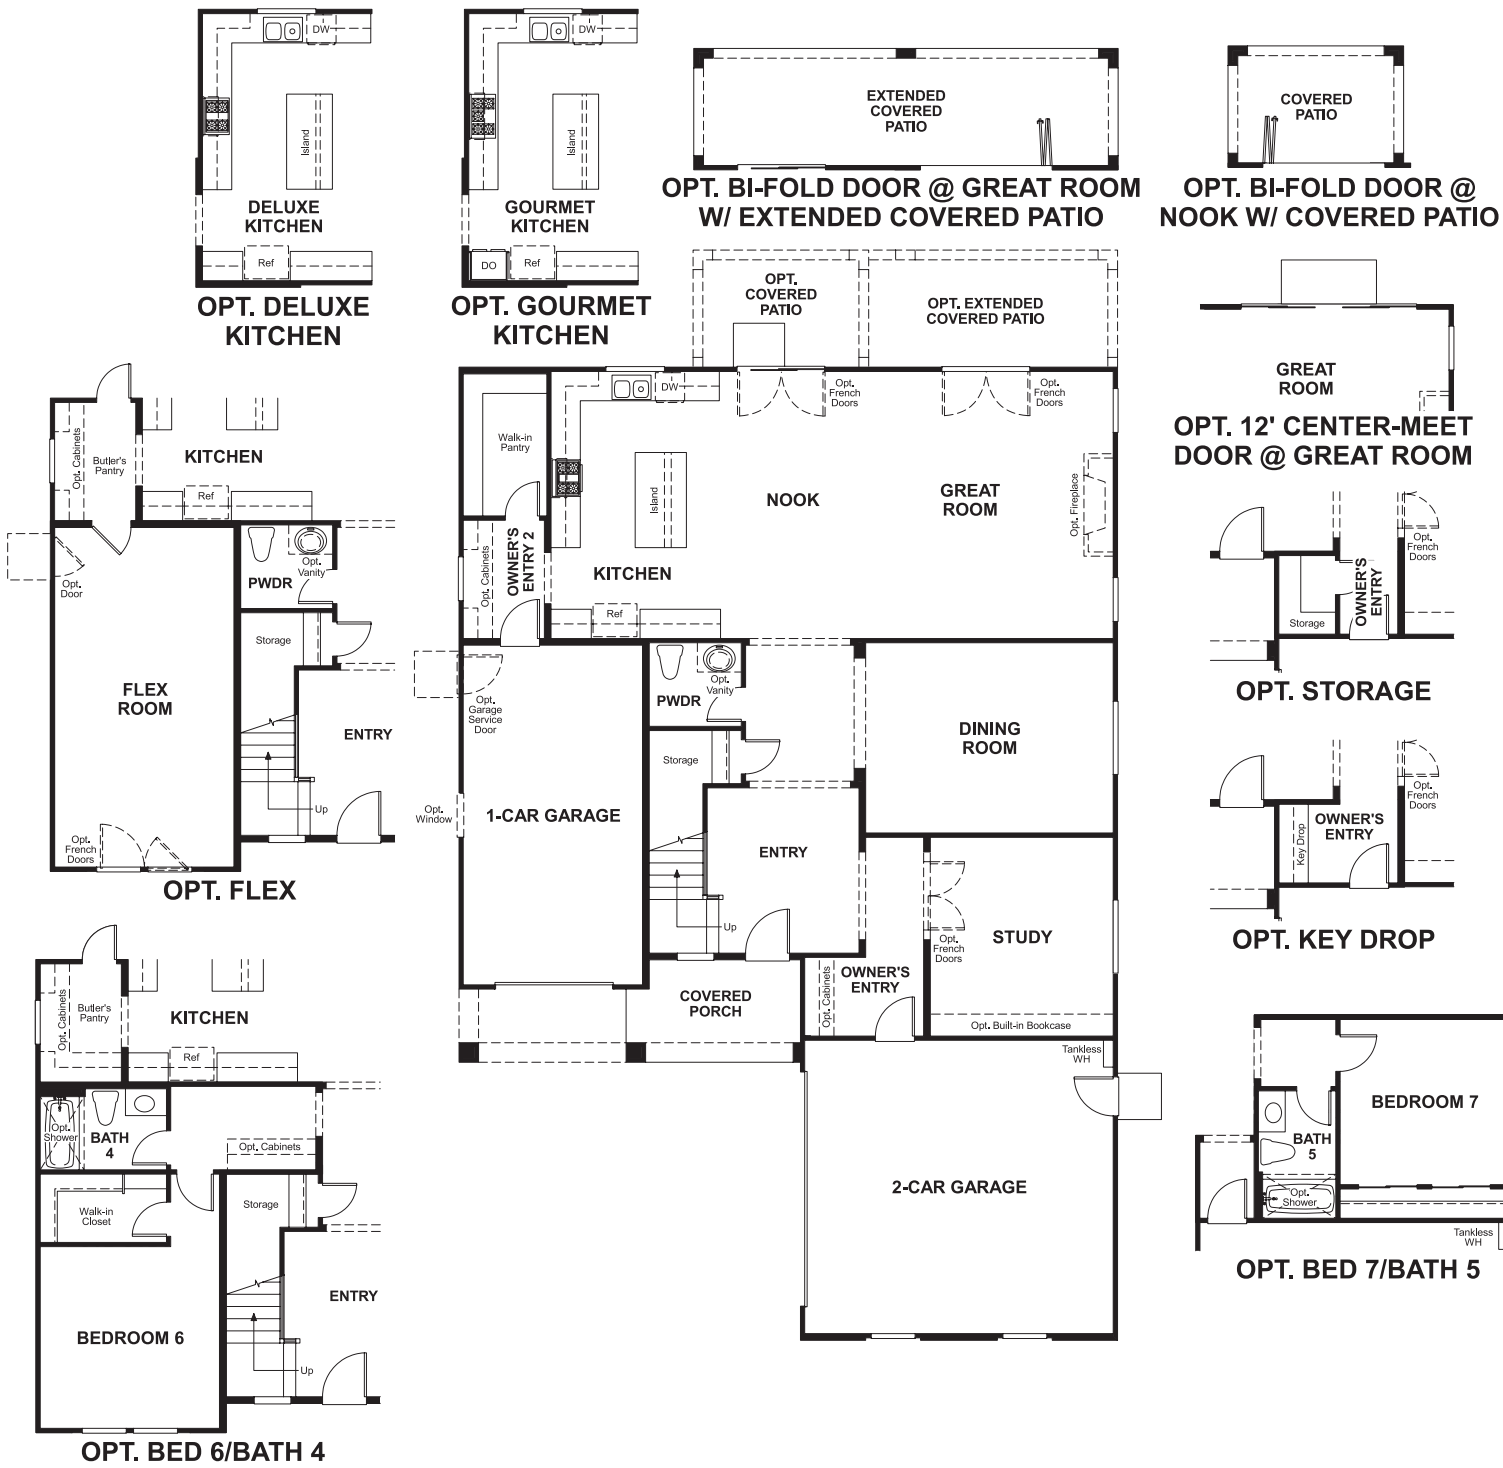 DW
Island
DELUXE
KITCHEN
Ref
OPT. DELUXE
KITCHEN
DW
Island
GOURMET
KITCHEN
DO
Ref
OPT. GOURMET
KITCHEN
EXTENDED
COVERED
PATIO
OPT. BI-FOLD DOOR @ GREAT ROOM
W/ EXTENDED COVERED PATIO
COVERED
PATIO
OPT. BI-FOLD DOOR @
NOOK W/ COVERED PATIO
GREAT
ROOM
OPT. 12' CENTER-MEET
DOOR @ GREAT ROOM
Opt.
French
Doors
OWNER'S
ENTRY
Storage
OPT. STORAGE
Opt.
French
Doors
OWNER'S
ENTRY
Key Drop
OPT. KEY DROP
BEDROOM 7
BATH
5
Opt.
Shower
Tankless
WH
OPT. BED 7/BATH 5
Opt. Cabinets
Butler's
Pantry
KITCHEN
Ref
Opt.
Door
PWDR
Opt.
Vanity
Storage
FLEX
ROOM
ENTRY
Up
Opt.
French
Doors
OPT. FLEX
Opt. Cabinets
Butler's
Pantry
KITCHEN
Ref
Opt.
Shower
BATH
4
Opt. Cabinets
Walk-in
Closet
Storage
ENTRY
BEDROOM 6
Up
OPT. BED 6/BATH 4
OPT.
COVERED
PATIO
OPT. EXTENDED
COVERED PATIO
DW
Opt.
French
Doors
Opt.
French
Doors
Walk-in
Pantry
Island
NOOK
GREAT
ROOM
Opt. Fireplace
Opt. Cabinets
OWNER'S
ENTRY 2
KITCHEN
Ref
PWDR
Opt.
Vanity
Opt.
Garage
Service
Door
DINING
ROOM
Storage
Opt.
Window
1-CAR GARAGE
ENTRY
Up
Opt.
French
Doors
STUDY
OWNER'S
ENTRY
Opt. Cabinets
COVERED
PORCH
Opt. Built-in Bookcase
Tankless
WH
2-CAR GARAGE